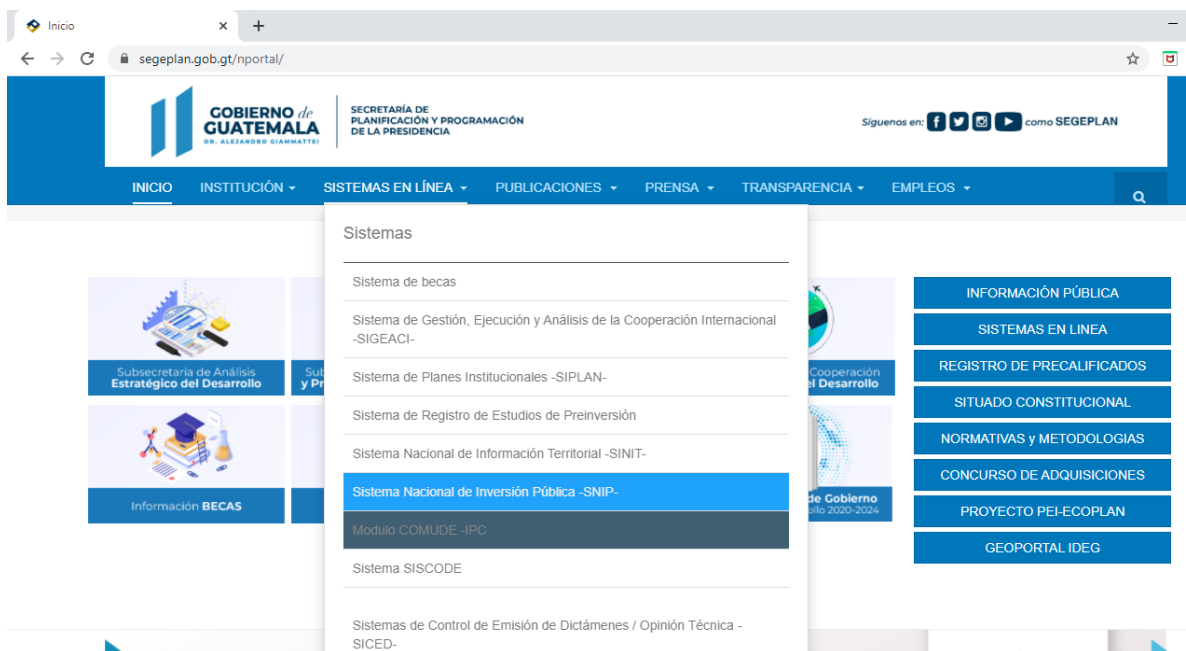 Inicio
segeplan.gob.gt/nportal/
GOBIERNO de
GUATEMALA
DR. ALEJANDRO GIAMMATTEI
SECRETARÍA DE
PLANIFICACIÓN Y PROGRAMACIÓN
DE LA PRESIDENCIA
Síguenos en:
como SEGEPLAN
INICIO
INSTITUCIÓN
SISTEMAS EN LÍNEA
PUBLICACIONES
PRENSA
TRANSPARENCIA
EMPLEOS
Sistemas
Sistema de becas
Sistema de Gestión, Ejecución y Análisis de la Cooperación Internacional
-SIGEACI-
Sistema de Planes Institucionales -SIPLAN-
Sistema de Registro de Estudios de Preinversión
Sistema Nacional de Información Territorial -SINIT-
Sistema Nacional de Inversión Pública -SNIP-
Modulo COMUDE -IPC
Sistema SISCODE
Sistemas de Control de Emisión de Dictámenes / Opinión Técnica -
SICED-
Subsecretaría de Análisis
Estratégico del Desarrollo
Sub
y Pr
Cooperación
el Desarrollo
Información BECAS
de Gobierno
ollo 2020-2024
INFORMACIÓN PÚBLICA
SISTEMAS EN LINEA
REGISTRO DE PRECALIFICADOS
SITUADO CONSTITUCIONAL
NORMATIVAS y METODOLOGIAS
CONCURSO DE ADQUISICIONES
PROYECTO PEI-ECOPLAN
GEOPORTAL IDEG